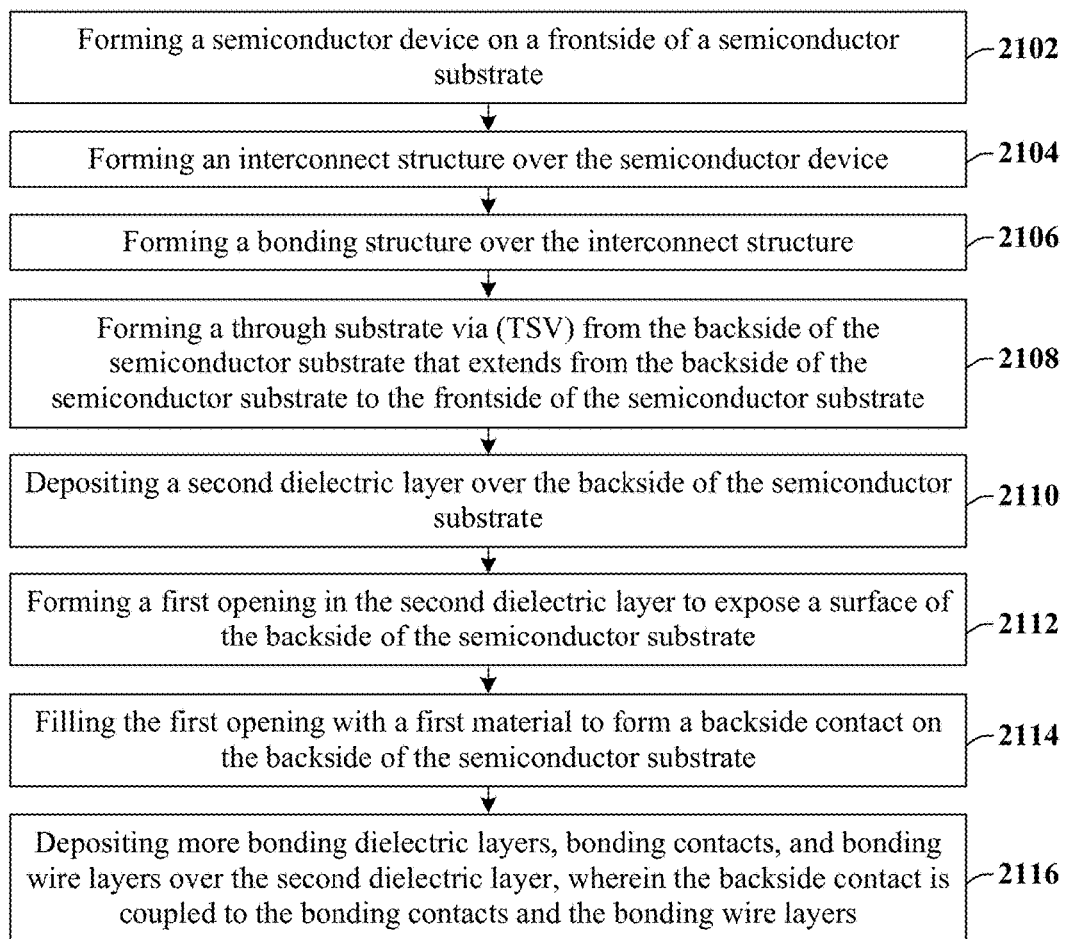 Forming a semiconductor device on a frontside of a semiconductor
substrate
2102
Forming an interconnect structure over the semiconductor device
2104
Forming a bonding structure over the interconnect structure
2106
Forming a through substrate via (TSV) from the backside of the
semiconductor substrate that extends from the backside of the
semiconductor substrate to the frontside of the semiconductor substrate
2108
Depositing a second dielectric layer over the backside of the semiconductor
substrate
2110
Forming a first opening in the second dielectric layer to expose a surface of
the backside of the semiconductor substrate
2112
Filling the first opening with a first material to form a backside contact on
the backside of the semiconductor substrate
2114
Depositing more bonding dielectric layers, bonding contacts, and bonding
wire layers over the second dielectric layer, wherein the backside contact is
coupled to the bonding contacts and the bonding wire layers
2116